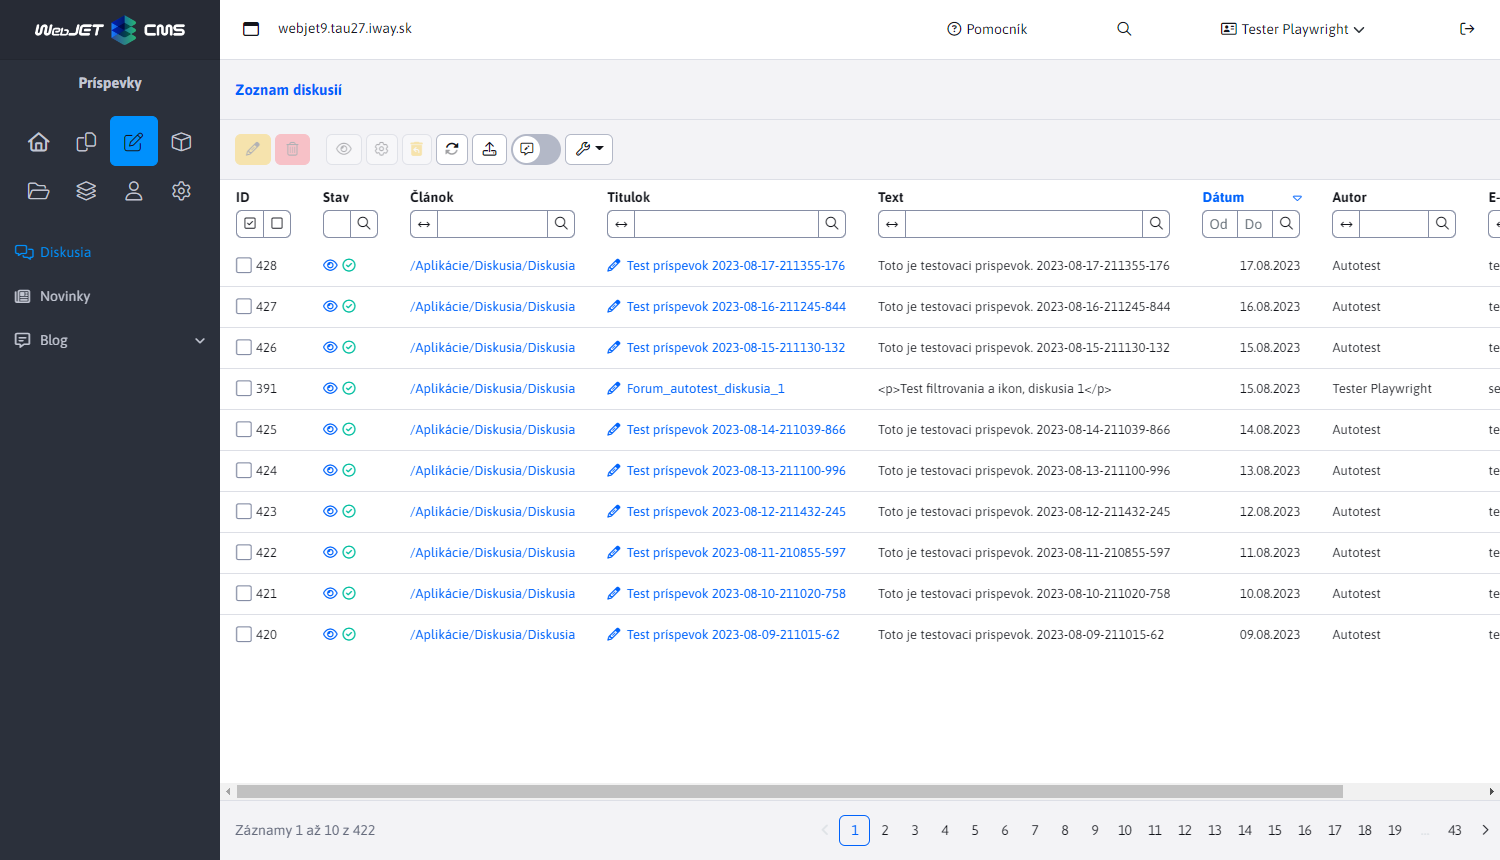 WebJET CMS
webjet9.tau27.iway.sk
Pomocník
Tester Playwright
Príspevky
Diskusia
Novinky
Blog
Zoznam diskusií
ID Stav Článok Titulok Text Dátum Autor E-
Od Do
428 /Aplikácie/Diskusia/Diskusia Test príspevok 2023-08-17-211355-176 Toto je testovaci prispevok. 2023-08-17-211355-176 17.08.2023 Autotest te
427 /Aplikácie/Diskusia/Diskusia Test príspevok 2023-08-16-211245-844 Toto je testovaci prispevok. 2023-08-16-211245-844 16.08.2023 Autotest te
426 /Aplikácie/Diskusia/Diskusia Test príspevok 2023-08-15-211130-132 Toto je testovaci prispevok. 2023-08-15-211130-132 15.08.2023 Autotest te
391 /Aplikácie/Diskusia/Diskusia Forum_autotest_diskusia_1 <p>Test filtrovania a ikon, diskusia 1</p> 15.08.2023 Tester Playwright se
425 /Aplikácie/Diskusia/Diskusia Test príspevok 2023-08-14-211039-866 Toto je testovaci prispevok. 2023-08-14-211039-866 14.08.2023 Autotest te
424 /Aplikácie/Diskusia/Diskusia Test príspevok 2023-08-13-211100-996 Toto je testovaci prispevok. 2023-08-13-211100-996 13.08.2023 Autotest te
423 /Aplikácie/Diskusia/Diskusia Test príspevok 2023-08-12-211432-245 Toto je testovaci prispevok. 2023-08-12-211432-245 12.08.2023 Autotest te
422 /Aplikácie/Diskusia/Diskusia Test príspevok 2023-08-11-210855-597 Toto je testovaci prispevok. 2023-08-11-210855-597 11.08.2023 Autotest te
421 /Aplikácie/Diskusia/Diskusia Test príspevok 2023-08-10-211020-758 Toto je testovaci prispevok. 2023-08-10-211020-758 10.08.2023 Autotest te
420 /Aplikácie/Diskusia/Diskusia Test príspevok 2023-08-09-211015-62 Toto je testovaci prispevok. 2023-08-09-211015-62 09.08.2023 Autotest te
Záznamy 1 až 10 z 422
1 2 3 4 5 6 7 8 9 10 11 12 13 14 15 16 17 18 19 … 43